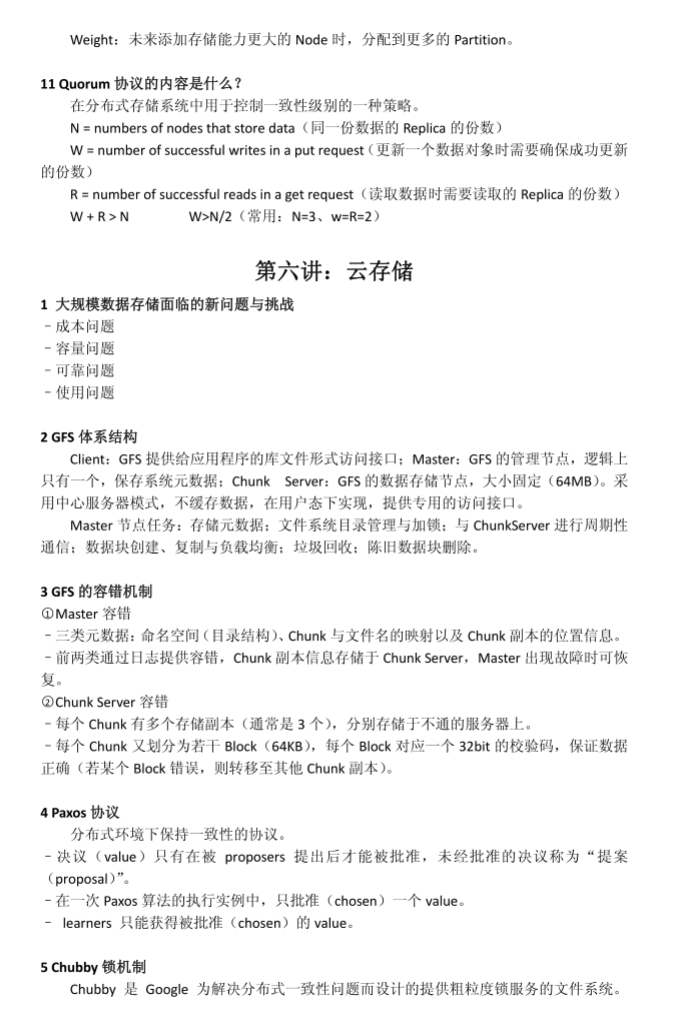 Weight：未来添加存储能力更大的 Node 时，分配到更多的 Partition。
11 Quorum 协议的内容是什么？
在分布式存储系统中用于控制一致性级别的一种策略。
N = numbers of nodes that store data（同一份数据的 Replica 的份数）
W = number of successful writes in a put request（更新一个数据对象时需要确保成功更新
的份数）
R = number of successful reads in a get request（读取数据时需要读取的 Replica 的份数）
W + R > N W>N/2（常用：N=3、w=R=2）
第六讲：云存储
1 大规模数据存储面临的新问题与挑战
－成本问题
－容量问题
－可靠问题
－使用问题
2 GFS 体系结构
Client：GFS 提供给应用程序的库文件形式访问接口；Master：GFS 的管理节点，逻辑上
只有一个，保存系统元数据；Chunk Server：GFS 的数据存储节点，大小固定（64MB）。采
用中心服务器模式，不缓存数据，在用户态下实现，提供专用的访问接口。
Master 节点任务：存储元数据；文件系统目录管理与加锁；与 ChunkServer 进行周期性
通信；数据块创建、复制与负载均衡；垃圾回收；陈旧数据块删除。
3 GFS 的容错机制
①Master 容错
－三类元数据：命名空间（目录结构）、Chunk 与文件名的映射以及 Chunk 副本的位置信息。
－前两类通过日志提供容错，Chunk 副本信息存储于 Chunk Server，Master 出现故障时可恢
复。
②Chunk Server 容错
－每个 Chunk 有多个存储副本（通常是 3 个），分别存储于不通的服务器上。
－每个 Chunk 又划分为若干 Block（64KB），每个 Block 对应一个 32bit 的校验码，保证数据
正确（若某个 Block 错误，则转移至其他 Chunk 副本）。
4 Paxos 协议
分布式环境下保持一致性的协议。
－决议（value）只有在被 proposers 提出后才能被批准，未经批准的决议称为“提案
（proposal）”。
－在一次 Paxos 算法的执行实例中，只批准（chosen）一个 value。
－ learners 只能获得被批准（chosen）的 value。
5 Chubby 锁机制
Chubby 是 Google 为解决分布式一致性问题而设计的提供粗粒度锁服务的文件系统。